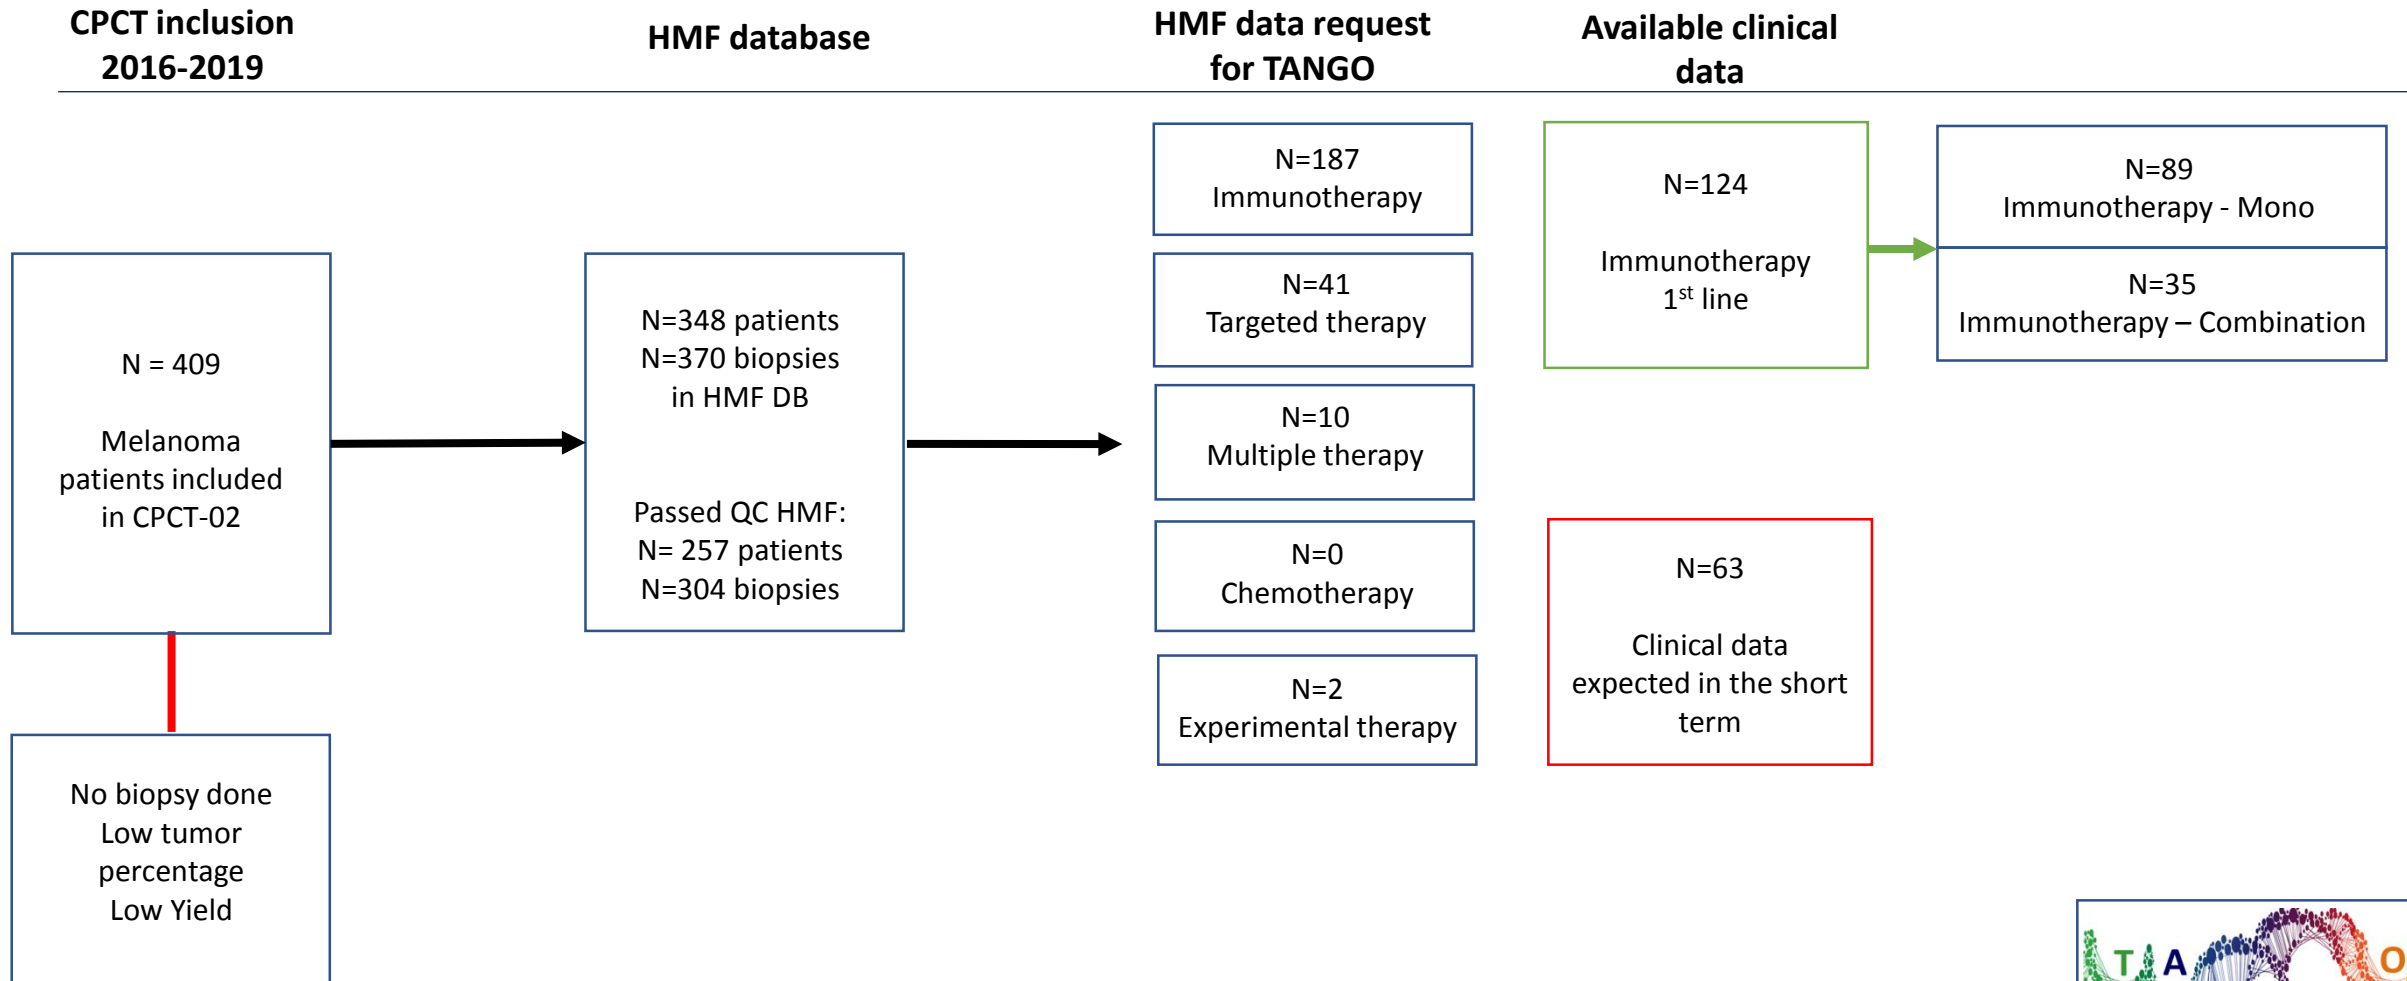 CPCT inclusion
2016-2019
HMF database
HMF data request
for TANGO
Available clinical
data
N = 409
Melanoma
patients included
in CPCT-02
No biopsy done
Low tumor
percentage
Low Yield
N=348 patients
N=370 biopsies
in HMF DB
Passed QC HMF:
N= 257 patients
N=304 biopsies
N=187
Immunotherapy
N=41
Targeted therapy
N=10
Multiple therapy
N=0
Chemotherapy
N=2
Experimental therapy
N=124
Immunotherapy
1st line
N=63
Clinical data
expected in the short
term
N=89
Immunotherapy - Mono
N=35
Immunotherapy – Combination
T A O